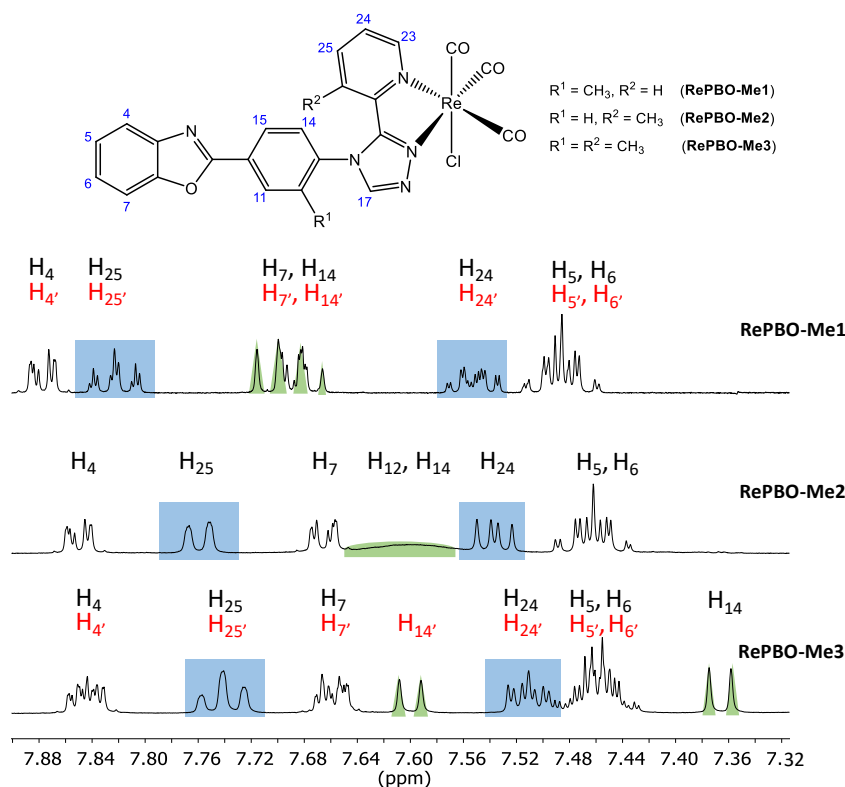 24
25
23
CO
CO
N
R2
Re
CO
15
14
N
Cl
4
N
N
N
5
6
O
7
11
R1
17
R1 = CH3, R2 = H (RePBO-Me1)
R1 = H, R2 = CH3 (RePBO-Me2)
R1 = R2 = CH3 (RePBO-Me3)
H4 H25 H7, H14 H24 H5, H6
H4' H25' H7', H14' H24' H5', H6'
RePBO-Me1
H4 H25 H7 H12, H14 H24 H5, H6
RePBO-Me2
H4 H25 H7 H24 H5, H6 H14
H4' H25' H7' H14' H24' H5', H6'
RePBO-Me3
7.88 7.84 7.80 7.76 7.72 7.68 7.64 7.60 7.56 7.52 7.48 7.44 7.40 7.36 7.32
(ppm)